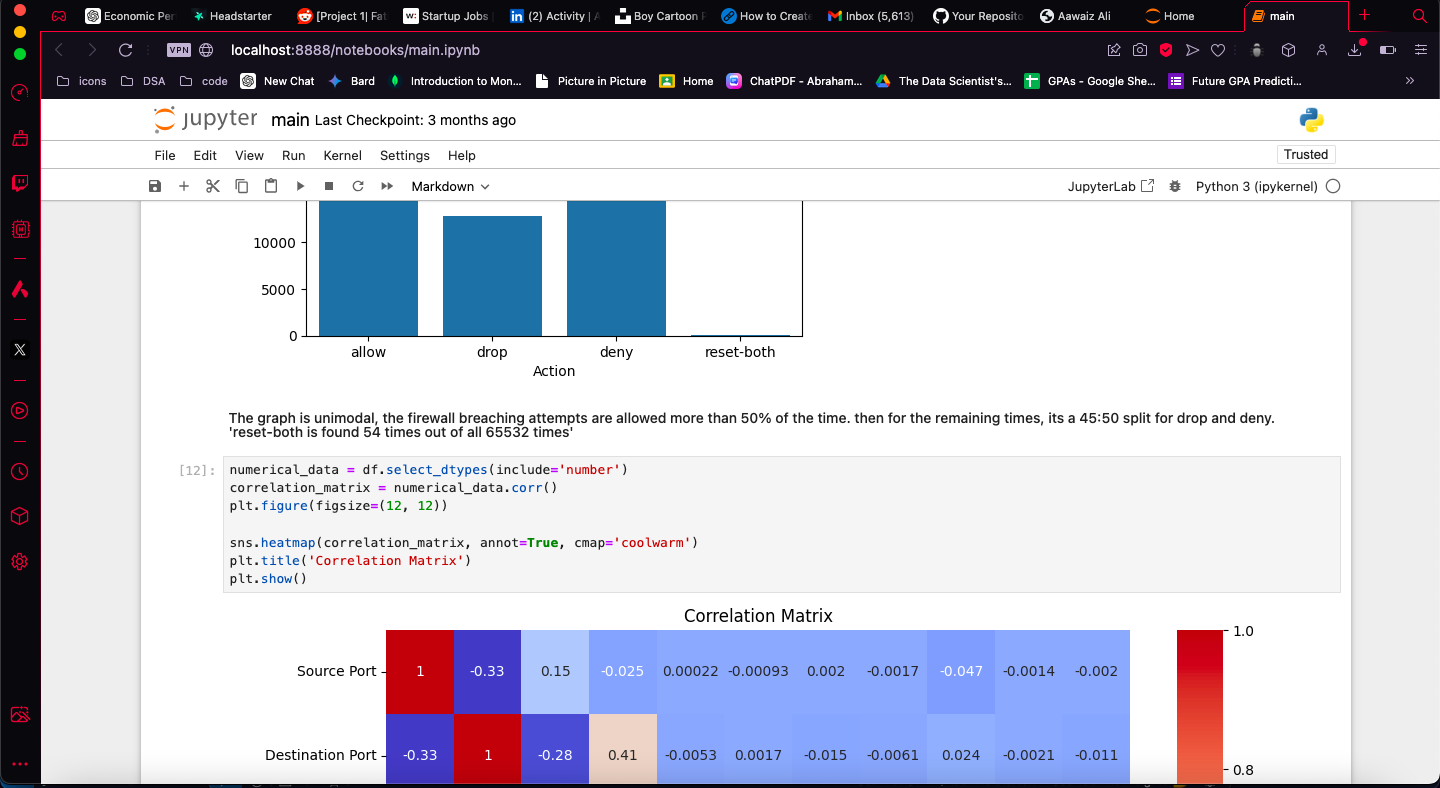 Economic Per
Headstarter
[Project 1| Fat
Startup Jobs
(2) Activity | A
Boy Cartoon P
How to Create
Inbox (5,613)
Your Reposito
Aawaiz Ali
Home
main
VPN
localhost:8888/notebooks/main.ipynb
icons
DSA
code
New Chat
Bard
Introduction to Mon...
Picture in Picture
Home
ChatPDF - Abraham...
The Data Scientist's...
GPAs - Google She...
Future GPA Predicti...
jupyter main Last Checkpoint: 3 months ago
File Edit View Run Kernel Settings Help
Trusted
Markdown
JupyterLab
Python 3 (ipykernel)
10000
5000
0
allow drop deny reset-both
Action
The graph is unimodal, the firewall breaching attempts are allowed more than 50% of the time. then for the remaining times, its a 45:50 split for drop and deny.
'reset-both is found 54 times out of all 65532 times'
[12]:
numerical_data = df.select_dtypes(include='number')
correlation_matrix = numerical_data.corr()
plt.figure(figsize=(12, 12))
sns.heatmap(correlation_matrix, annot=True, cmap='coolwarm')
plt.title('Correlation Matrix')
plt.show()
Correlation Matrix
Source Port 1 -0.33 0.15 -0.025 0.00022 -0.00093 0.002 -0.0017 -0.047 -0.0014 -0.002
Destination Port -0.33 1 -0.28 0.41 -0.0053 0.0017 -0.015 -0.0061 0.024 -0.0021 -0.011
1.0
0.8